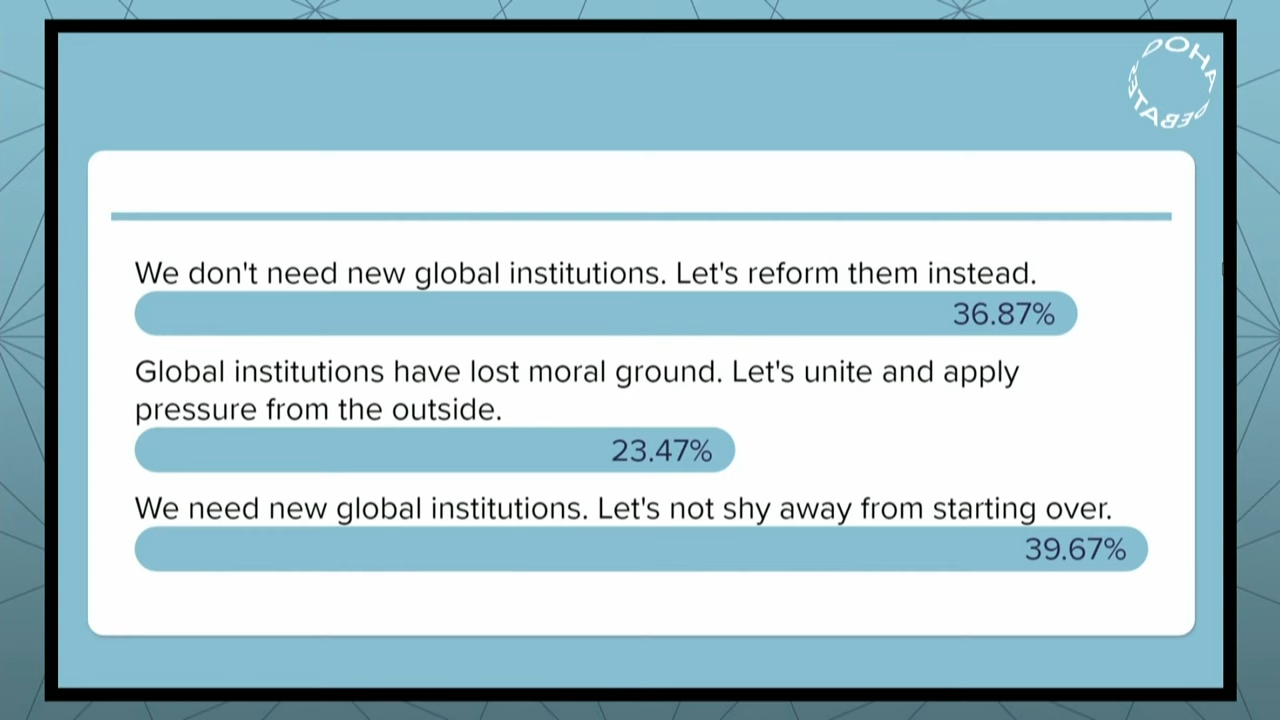 DOHA DEBATES
We don't need new global institutions. Let's reform them instead.
36.87%
Global institutions have lost moral ground. Let's unite and apply
pressure from the outside.
23.47%
We need new global institutions. Let's not shy away from starting over.
39.67%